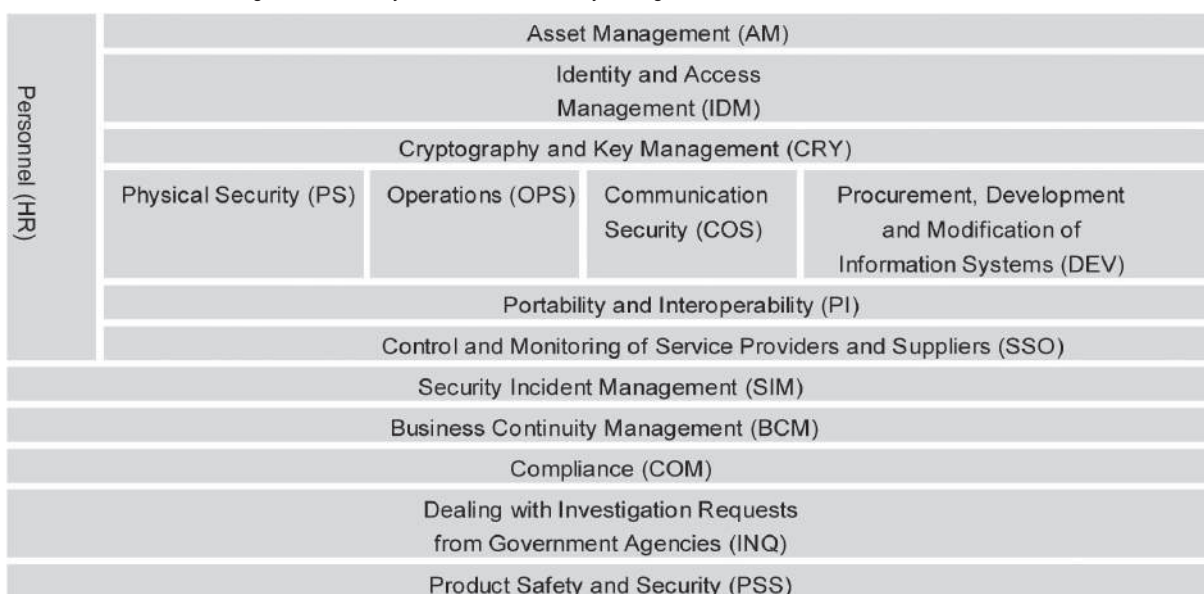 Asset Management (AM)
Identity and Access
Management (IDM)
Cryptography and Key Management (CRY)
Personnel (HR)
Physical Security (PS)
Operations (OPS)
Communication
Security (COS)
Procurement, Development
and Modification of
Information Systems (DEV)
Portability and Interoperability (PI)
Control and Monitoring of Service Providers and Suppliers (SSO)
Security Incident Management (SIM)
Business Continuity Management (BCM)
Compliance (COM)
Dealing with Investigation Requests
from Government Agencies (INQ)
Product Safety and Security (PSS)